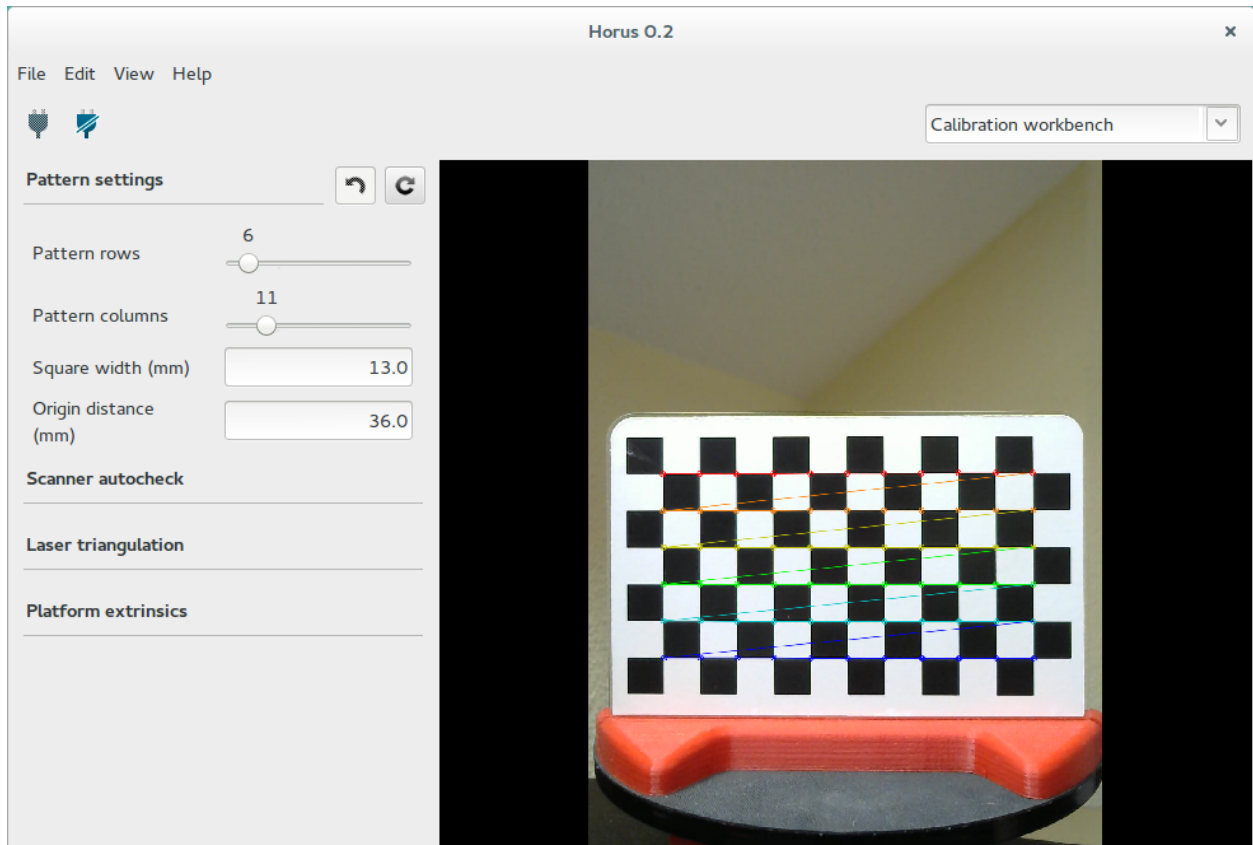 Horus 0.2
File Edit View Help
Calibration workbench
Pattern settings
Pattern rows
6
Pattern columns
11
Square width (mm)
13.0
Origin distance
(mm)
36.0
Scanner autocheck
Laser triangulation
Platform extrinsics